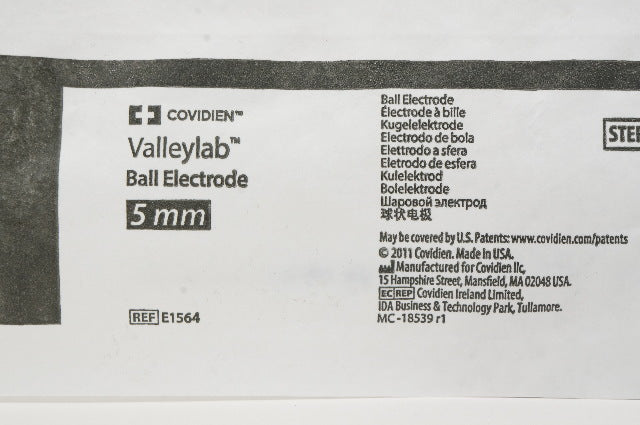 COVIDIEN™
Valleylab™
Ball Electrode
5 mm
REF E1564
Ball Electrode
Électrode à bille
Kugelelektrode
Electrodo de bola
Elettrodo a sfera
Eletrodo de esfera
Kulelektrod
Bolelektrode
Шаровой электрод
球状电极
May be covered by U.S. Patents: www.covidien.com/patents
© 2011 Covidien. Made in USA.
Manufactured for Covidien llc,
15 Hampshire Street, Mansfield, MA 02048 USA.
EC REP Covidien Ireland Limited,
IDA Business & Technology Park, Tullamore.
MC-18539 r1
STE